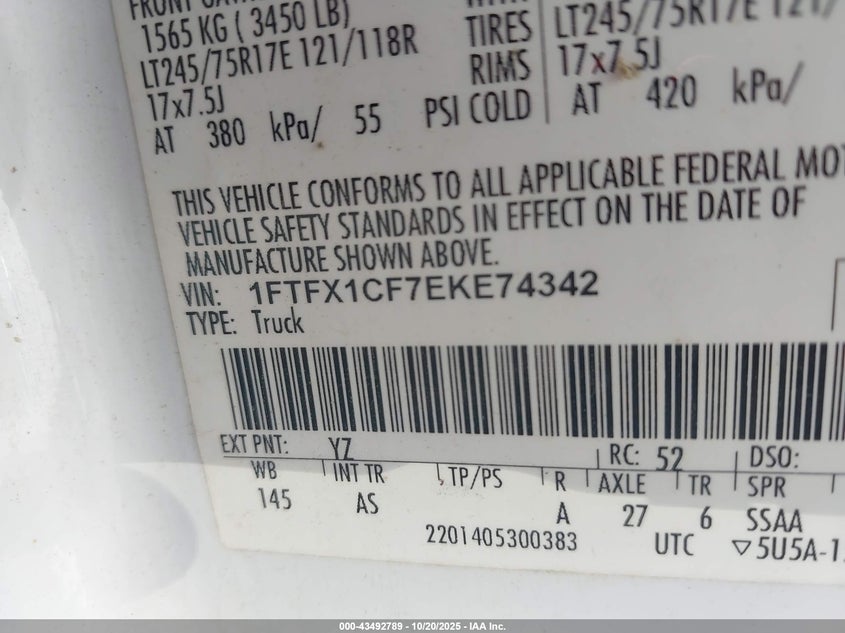 1565 KG ( 3450 LB)
LT245/75R17E 121/118R
17x7.5J
AT 380 kPa/ 55 PSI COLD
TIRES LT245/75R17E 121/
RIMS 17x7.5J
AT 420 kPa/
THIS VEHICLE CONFORMS TO ALL APPLICABLE FEDERAL MOT
VEHICLE SAFETY STANDARDS IN EFFECT ON THE DATE OF
MANUFACTURE SHOWN ABOVE.
VIN: 1FTFX1CF7EKE74342
TYPE: Truck
EXT PNT: YZ RC: 52 DSO:
WB INT TR TP/PS R AXLE TR SPR
145 AS A 27 6 SSAA
2201405300383 UTC ▽5U5A-1
000-43492789 - 10/20/2025 - IAA Inc.